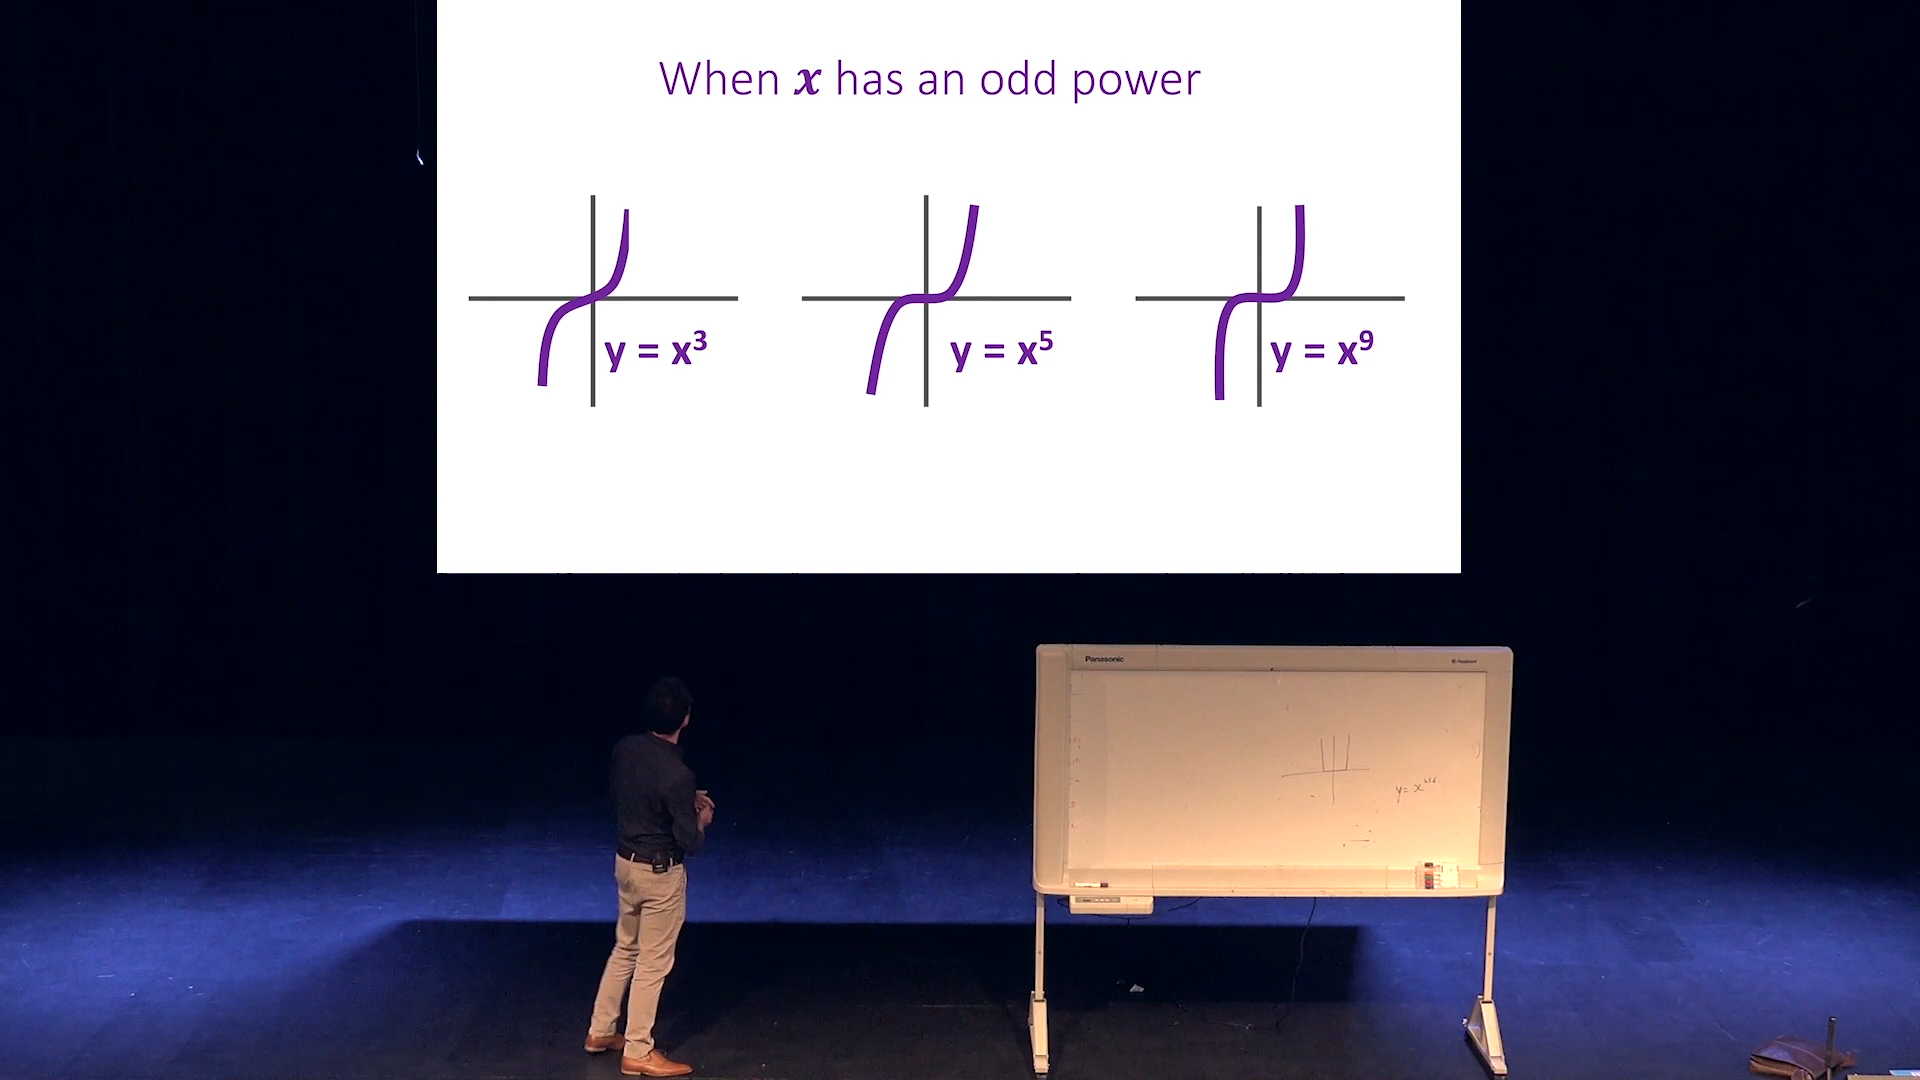 When x has an odd power
y = x³
y = x⁵
y = x⁹
Panasonic